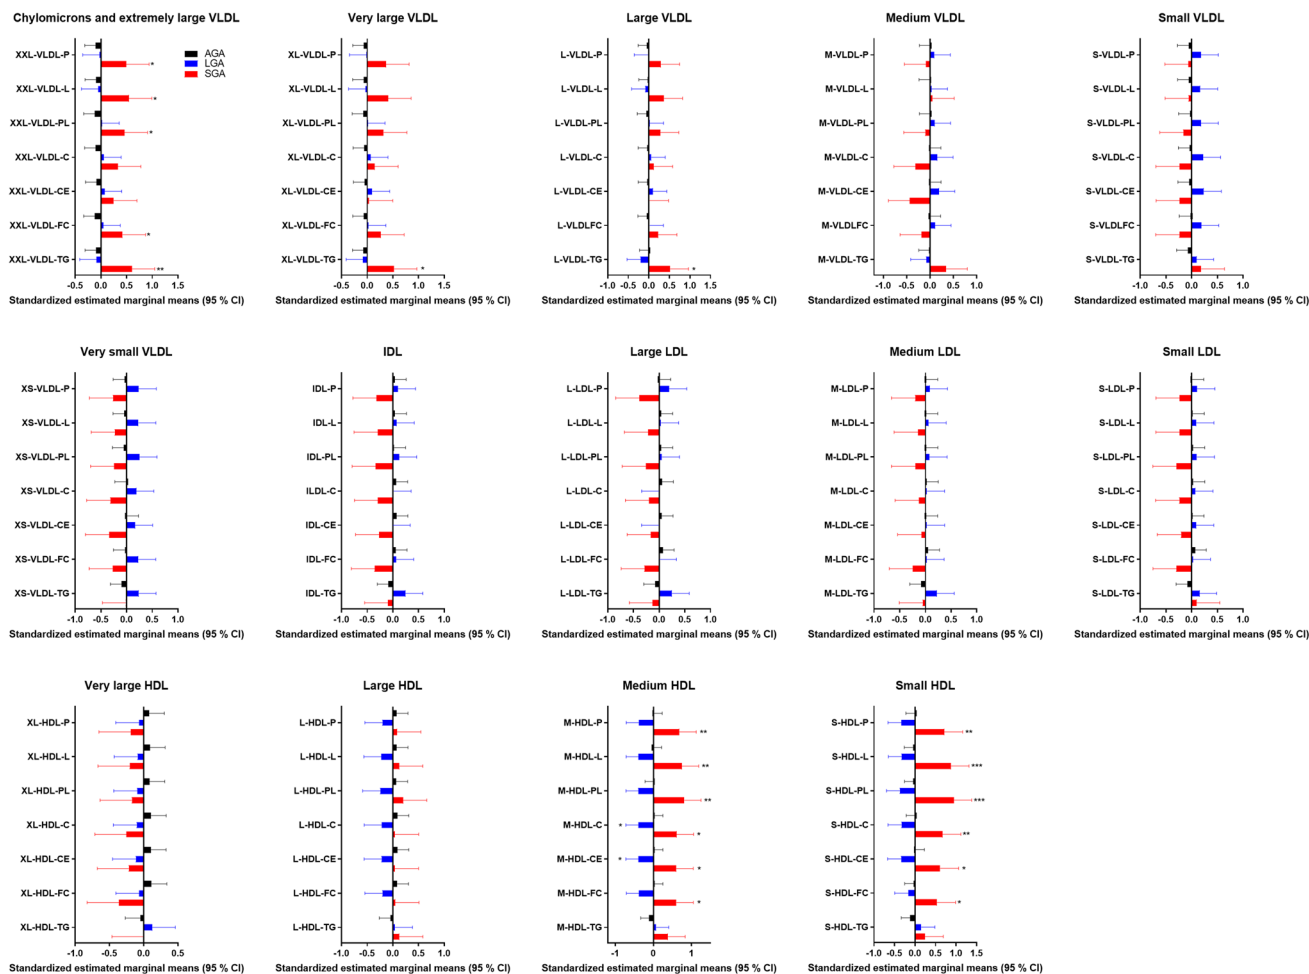 Chylomicrons and extremely large VLDL
XXL-VLDL-P
XXL-VLDL-L
XXL-VLDL-PL
XXL-VLDL-C
XXL-VLDL-CE
XXL-VLDL-FC
XXL-VLDL-TG
AGA
LGA
SGA
*
*
*
*
**
-0.5 0.0 0.5 1.0 1.5
Standardized estimated marginal means (95 % CI)
Very large VLDL
XL-VLDL-P
XL-VLDL-L
XL-VLDL-PL
XL-VLDL-C
XL-VLDL-CE
XL-VLDL-FC
XL-VLDL-TG
*
-0.5 0.0 0.5 1.0 1.5
Standardized estimated marginal means (95 % CI)
Large VLDL
L-VLDL-P
L-VLDL-L
L-VLDL-PL
L-VLDL-C
L-VLDL-CE
L-VLDLFC
L-VLDL-TG
*
-1.0 -0.5 0.0 0.5 1.0 1.5
Standardized estimated marginal means (95 % CI)
Medium VLDL
M-VLDL-P
M-VLDL-L
M-VLDL-PL
M-VLDL-C
M-VLDL-CE
M-VLDLFC
M-VLDL-TG
-1.0 -0.5 0.0 0.5 1.0
Standardized estimated marginal means (95 % CI)
Small VLDL
S-VLDL-P
S-VLDL-L
S-VLDL-PL
S-VLDL-C
S-VLDL-CE
S-VLDLFC
S-VLDL-TG
-1.0 -0.5 0.0 0.5 1.0
Standardized estimated marginal means (95 % CI)
Very small VLDL
XS-VLDL-P
XS-VLDL-L
XS-VLDL-PL
XS-VLDL-C
XS-VLDL-CE
XS-VLDL-FC
XS-VLDL-TG
-1.0 -0.5 0.0 0.5 1.0
Standardized estimated marginal means (95 % CI)
IDL
IDL-P
IDL-L
IDL-PL
ILDL-C
IDL-CE
IDL-FC
IDL-TG
-1.0 -0.5 0.0 0.5 1.0
Standardized estimated marginal means (95 % CI)
Large LDL
L-LDL-P
L-LDL-L
L-LDL-PL
L-LDL-C
L-LDL-CE
L-LDL-FC
L-LDL-TG
-1.0 -0.5 0.0 0.5 1.0
Standardized estimated marginal means (95 % CI)
Medium LDL
M-LDL-P
M-LDL-L
M-LDL-PL
M-LDL-C
M-LDL-CE
M-LDL-FC
M-LDL-TG
-1.0 -0.5 0.0 0.5 1.0
Standardized estimated marginal means (95 % CI)
Small LDL
S-LDL-P
S-LDL-L
S-LDL-PL
S-LDL-C
S-LDL-CE
S-LDL-FC
S-LDL-TG
-1.0 -0.5 0.0 0.5 1.0
Standardized estimated marginal means (95 % CI)
Very large HDL
XL-HDL-P
XL-HDL-L
XL-HDL-PL
XL-HDL-C
XL-HDL-CE
XL-HDL-FC
XL-HDL-TG
-1.0 -0.5 0.0 0.5
Standardized estimated marginal means (95 % CI)
Large HDL
L-HDL-P
L-HDL-L
L-HDL-PL
L-HDL-C
L-HDL-CE
L-HDL-FC
L-HDL-TG
-1.0 -0.5 0.0 0.5 1.0
Standardized estimated marginal means (95 % CI)
Medium HDL
M-HDL-P
**
M-HDL-L
**
M-HDL-PL
**
M-HDL-C *
*
M-HDL-CE *
*
M-HDL-FC
*
M-HDL-TG
-1 0 1
Standardized estimated marginal means (95 % CI)
Small HDL
S-HDL-P
**
S-HDL-L
***
S-HDL-PL
***
S-HDL-C
**
S-HDL-CE
*
S-HDL-FC
*
S-HDL-TG
-1.0 -0.5 0.0 0.5 1.0 1.5
Standardized estimated marginal means (95 % CI)